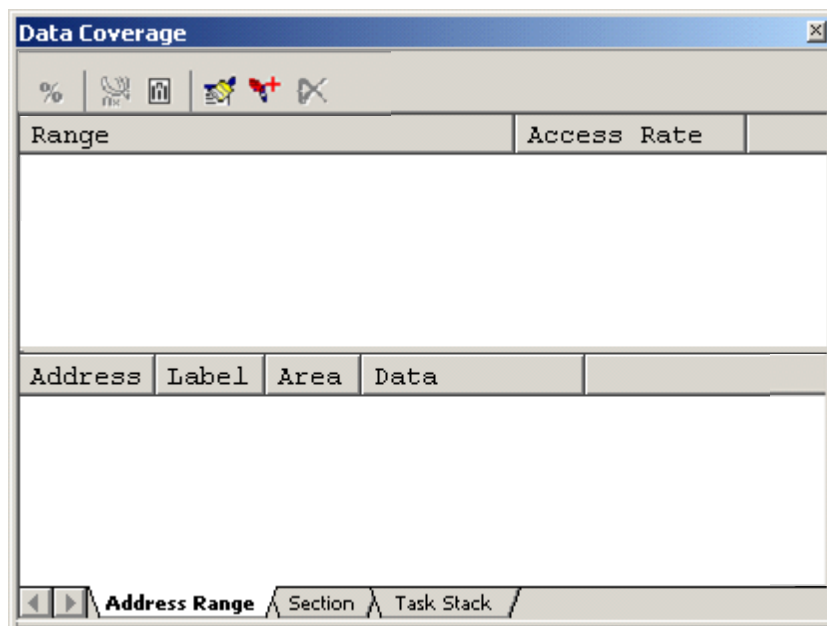 Data Coverage
%
Range Access Rate
Address Label Area Data
Address Range Section Task Stack